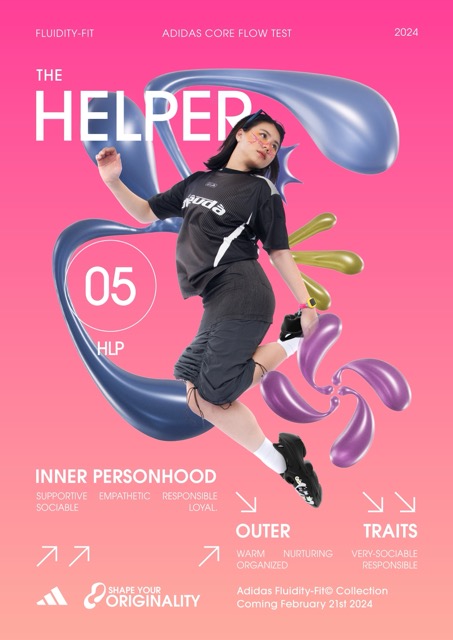 FLUIDITY-FIT ADIDAS CORE FLOW TEST 2024
THE
HELPER
05
HLP
INNER PERSONHOOD
SUPPORTIVE EMPATHETIC RESPONSIBLE
SOCIABLE LOYAL.
OUTER TRAITS
WARM NURTURING VERY-SOCIABLE
ORGANIZED RESPONSIBLE
SHAPE YOUR
ORIGINALITY
Adidas Fluidity-Fit© Collection
Coming February 21st 2024